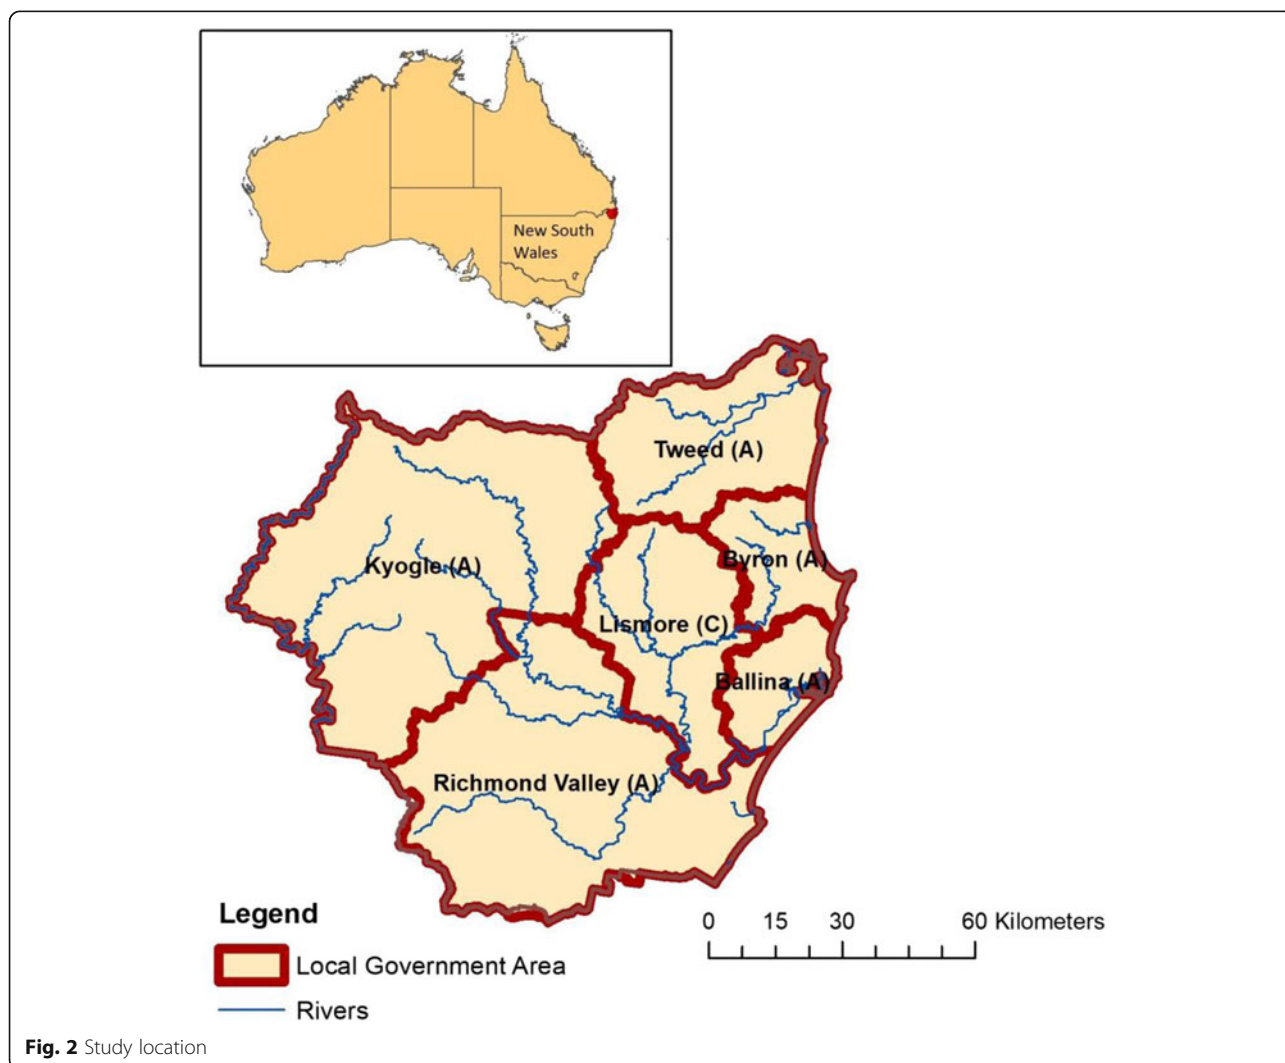 New South
Wales
Tweed (A)
Byron (A)
Kyogle (A)
Lismore (C)
Ballina (A)
Richmond Valley (A)
Legend
Local Government Area
Rivers
0 15 30 60 Kilometers
Fig. 2 Study location